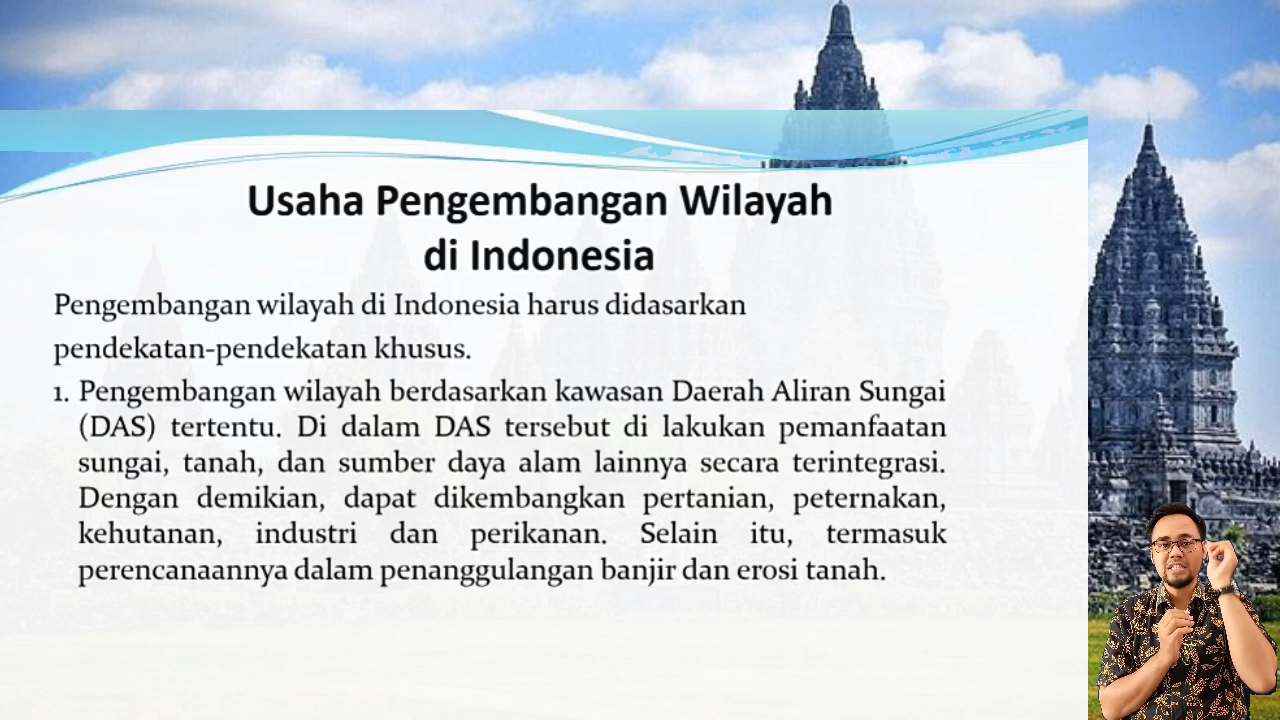 Usaha Pengembangan Wilayah
di Indonesia
Pengembangan wilayah di Indonesia harus didasarkan
pendekatan-pendekatan khusus.
1. Pengembangan wilayah berdasarkan kawasan Daerah Aliran Sungai
(DAS) tertentu. Di dalam DAS tersebut di lakukan pemanfaatan
sungai, tanah, dan sumber daya alam lainnya secara terintegrasi.
Dengan demikian, dapat dikembangkan pertanian, peternakan,
kehutanan, industri dan perikanan. Selain itu, termasuk
perencanaannya dalam penanggulangan banjir dan erosi tanah.